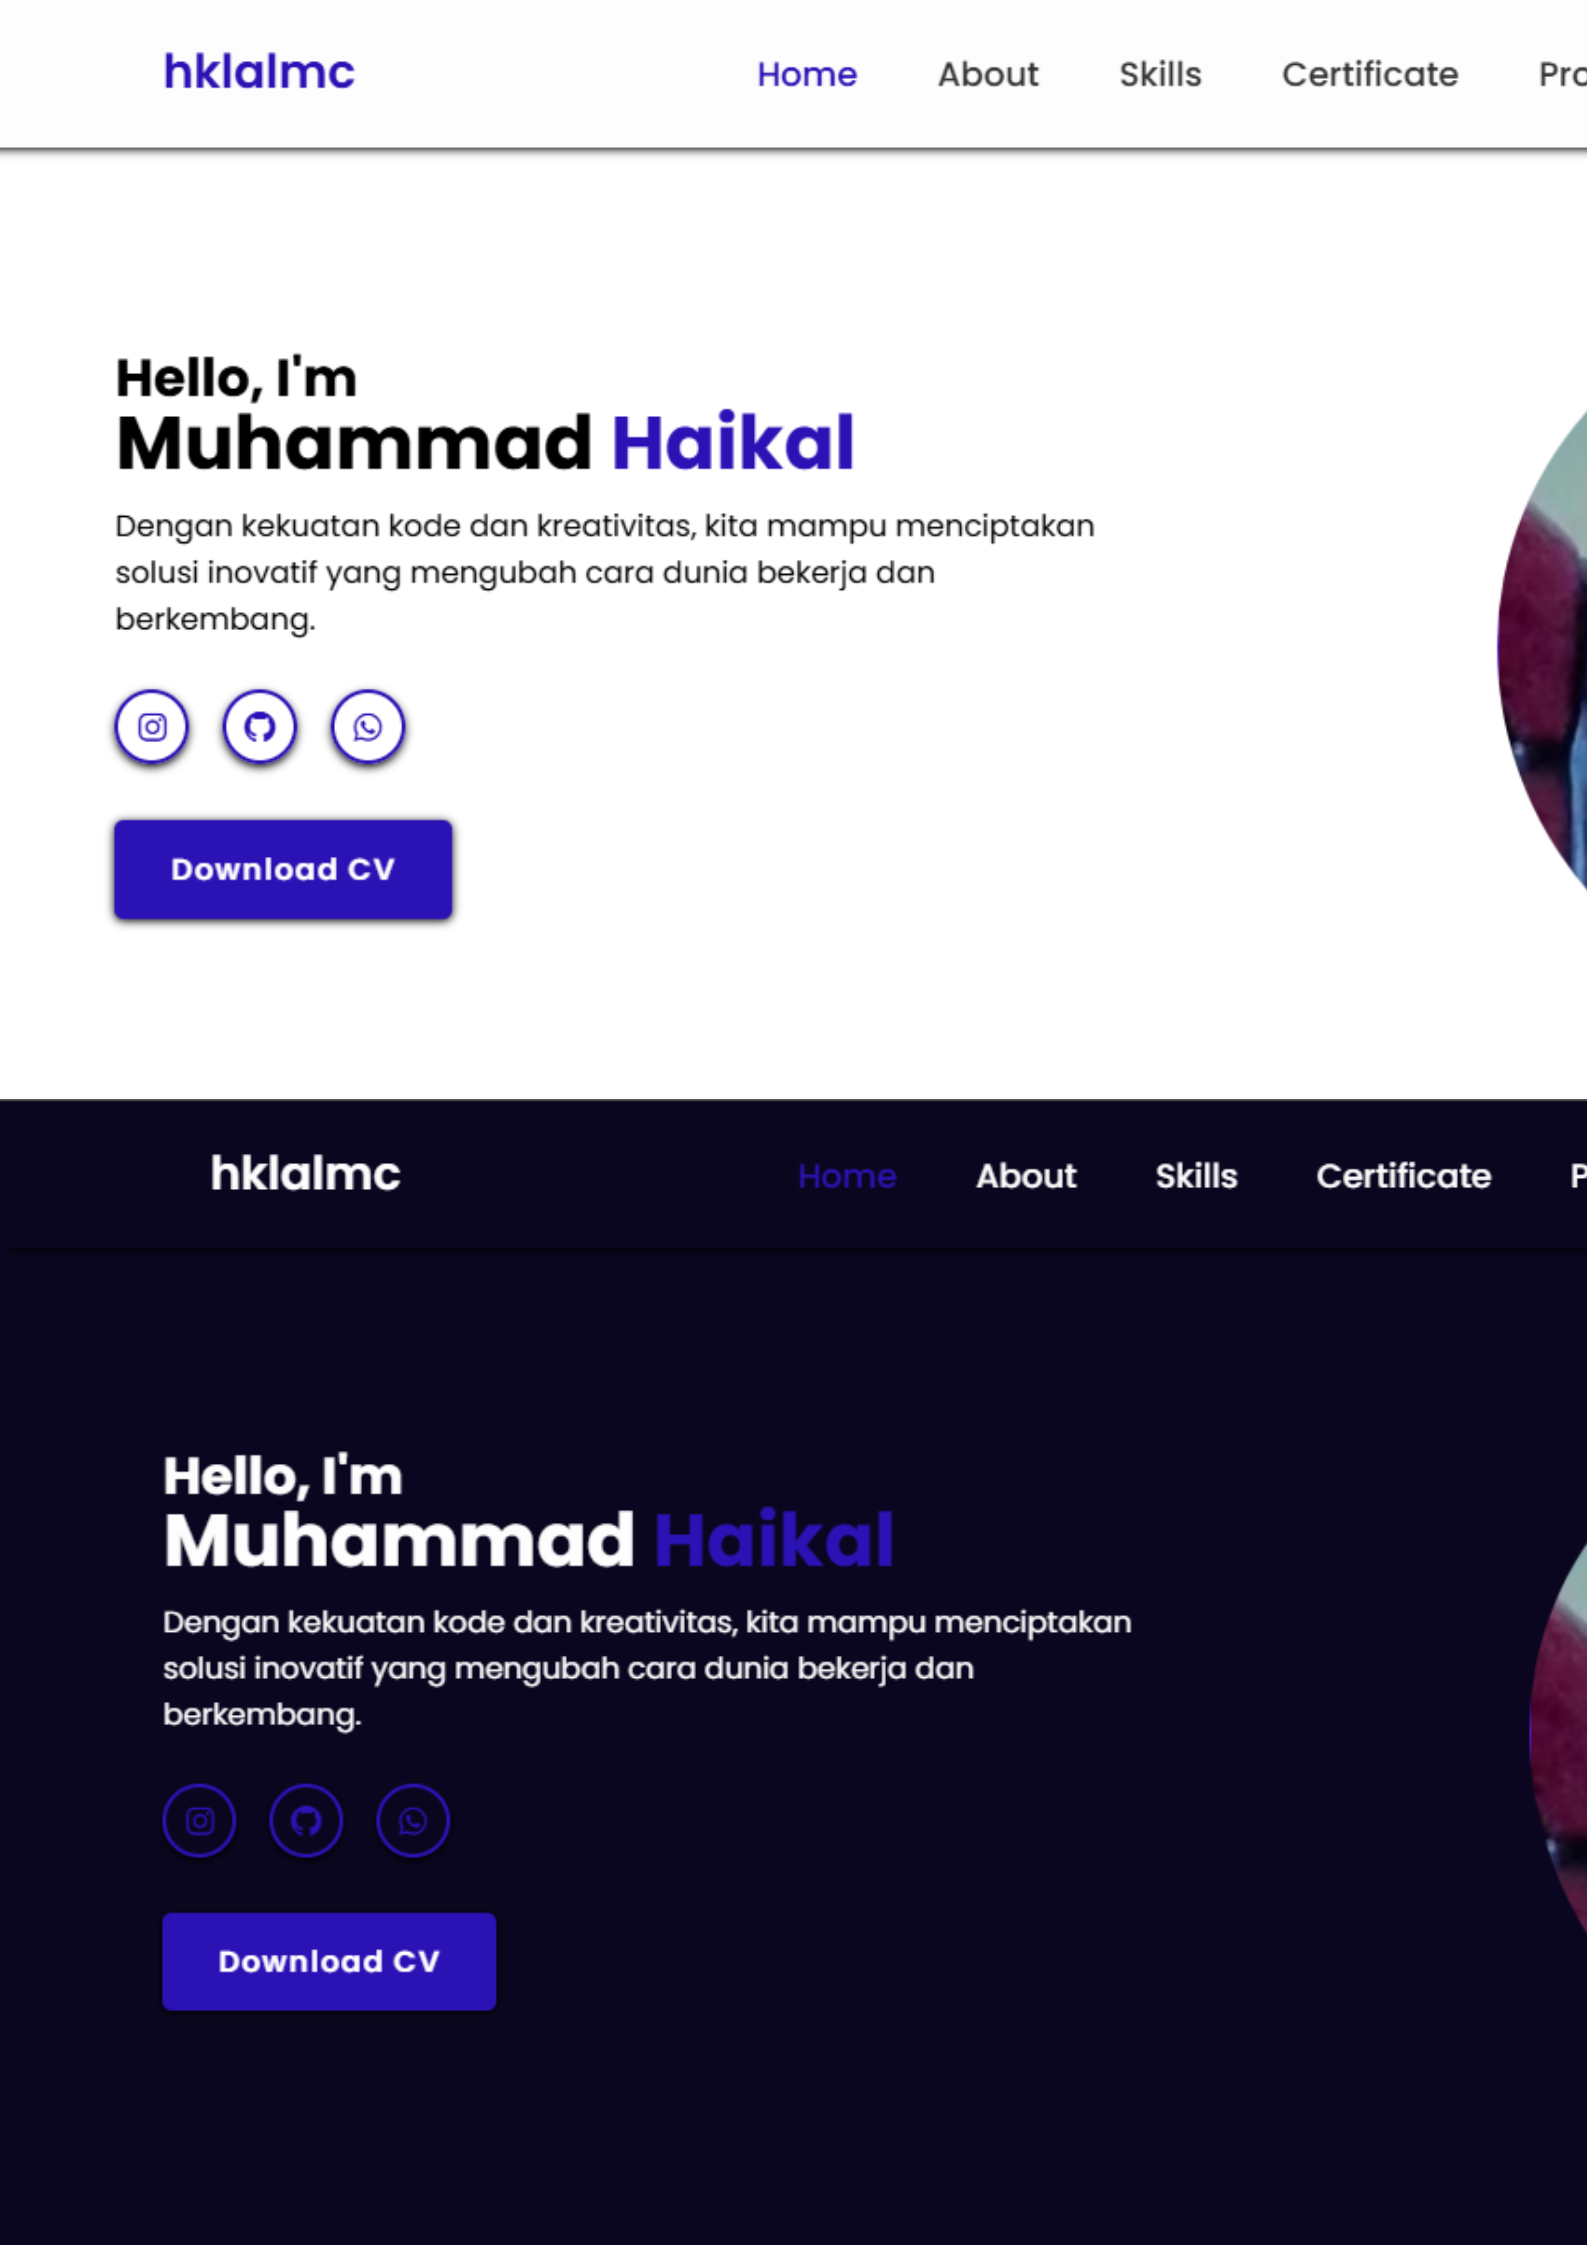 hklalmc
Home About Skills Certificate
Hello, I'm
Muhammad Haikal
Dengan kekuatan kode dan kreativitas, kita mampu menciptakan
solusi inovatif yang mengubah cara dunia bekerja dan
berkembang.
Download CV
hklalmc
Home About Skills Certificate
Hello, I'm
Muhammad Haikal
Dengan kekuatan kode dan kreativitas, kita mampu menciptakan
solusi inovatif yang mengubah cara dunia bekerja dan
berkembang.
Download CV